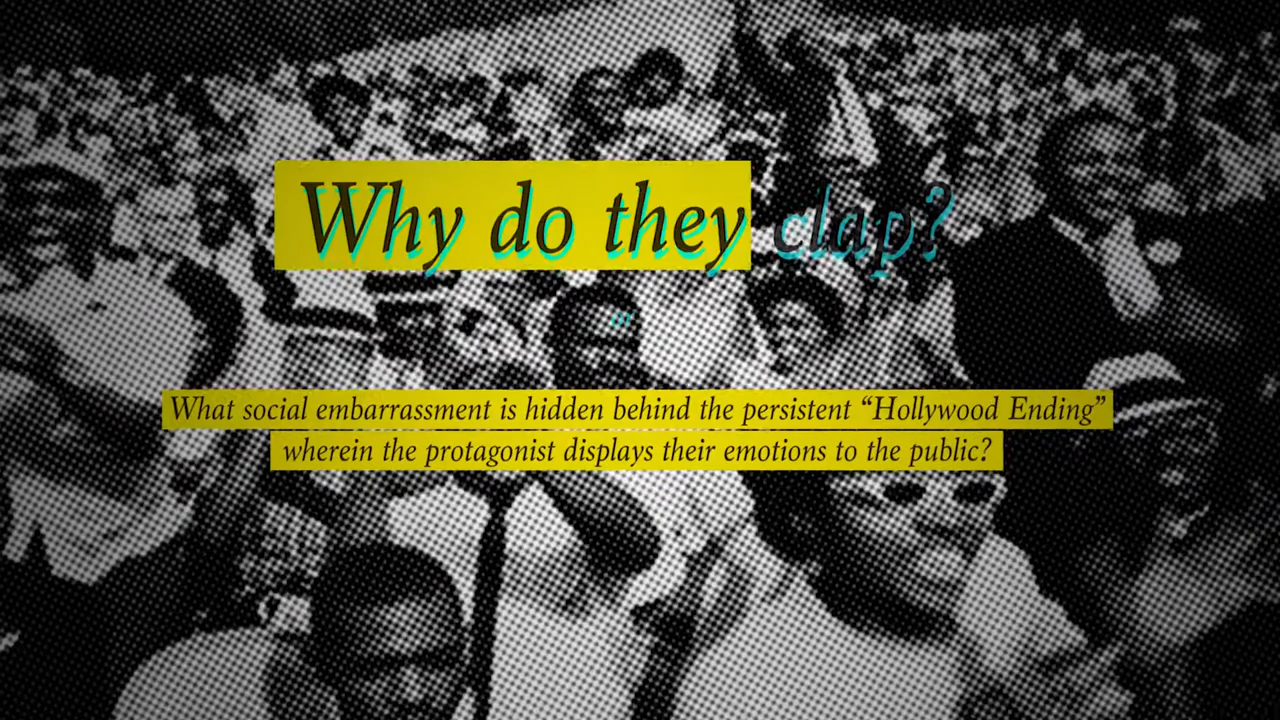 Why do they clap?
or
What social embarrassment is hidden behind the persistent “Hollywood Ending”
wherein the protagonist displays their emotions to the public?